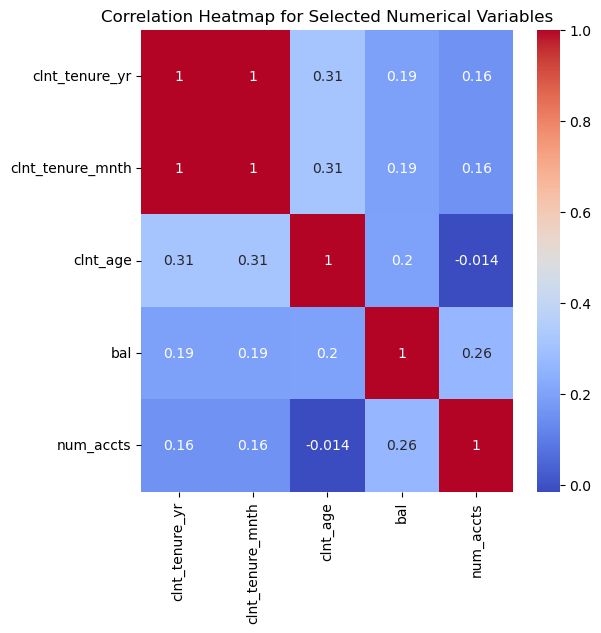 Correlation Heatmap for Selected Numerical Variables
clnt_tenure_yr 1 1 0.31 0.19 0.16
clnt_tenure_mnth 1 1 0.31 0.19 0.16
clnt_age 0.31 0.31 1 0.2 -0.014
bal 0.19 0.19 0.2 1 0.26
num_accts 0.16 0.16 -0.014 0.26 1
clnt_tenure_yr
clnt_tenure_mnth
clnt_age
bal
num_accts
1.0
0.8
0.6
0.4
0.2
0.0